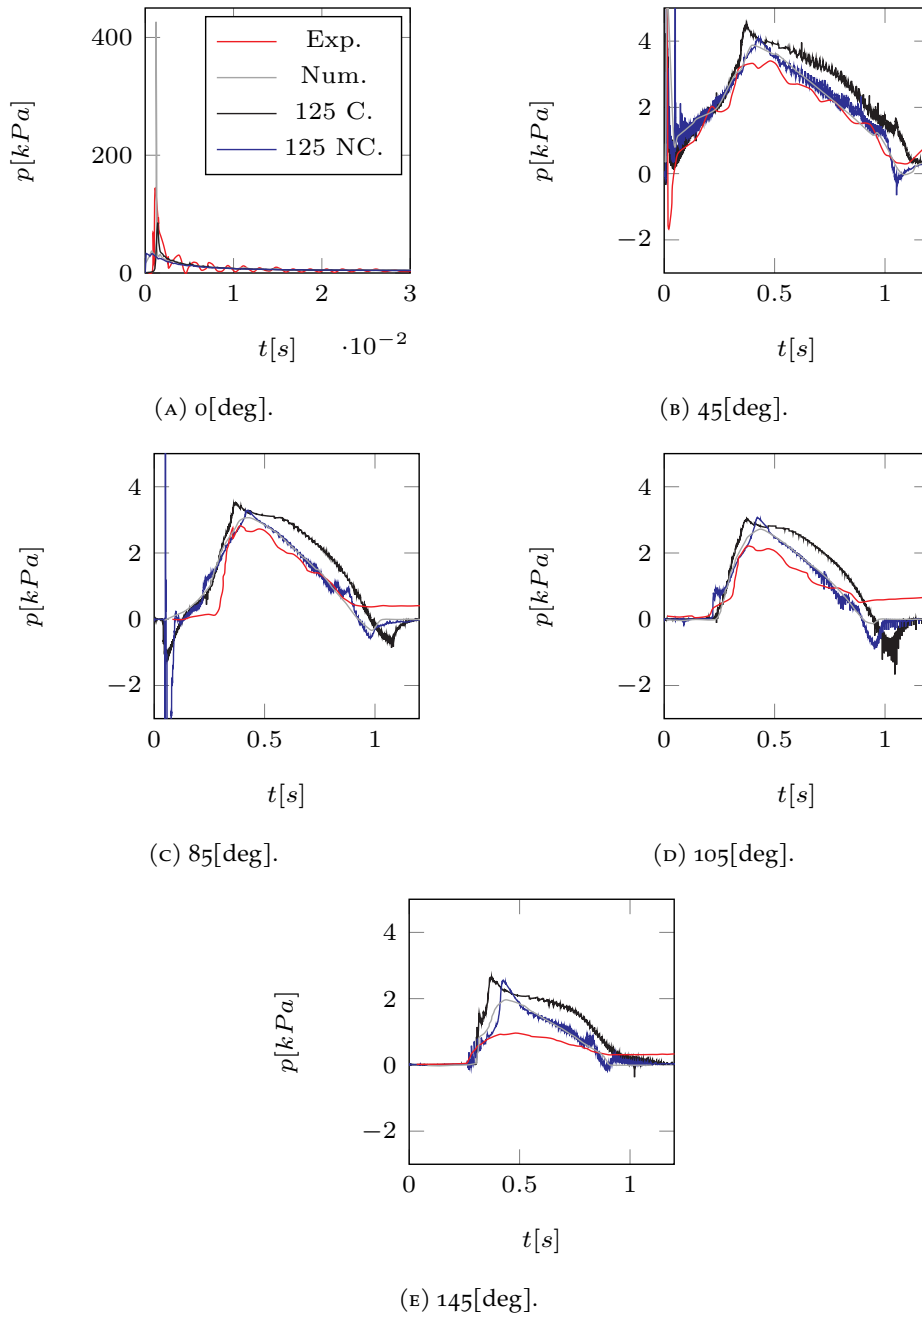 400
200
0
p[kPa]
Exp.
Num.
125 C.
125 NC.
0 1 2 3
·10−2
t[s]
(A) 0[deg].
4
2
0
−2
p[kPa]
0 0.5 1
t[s]
(B) 45[deg].
4
2
0
−2
p[kPa]
0 0.5 1
t[s]
(C) 85[deg].
4
2
0
−2
p[kPa]
0 0.5 1
t[s]
(D) 105[deg].
4
2
0
−2
p[kPa]
0 0.5 1
t[s]
(E) 145[deg].